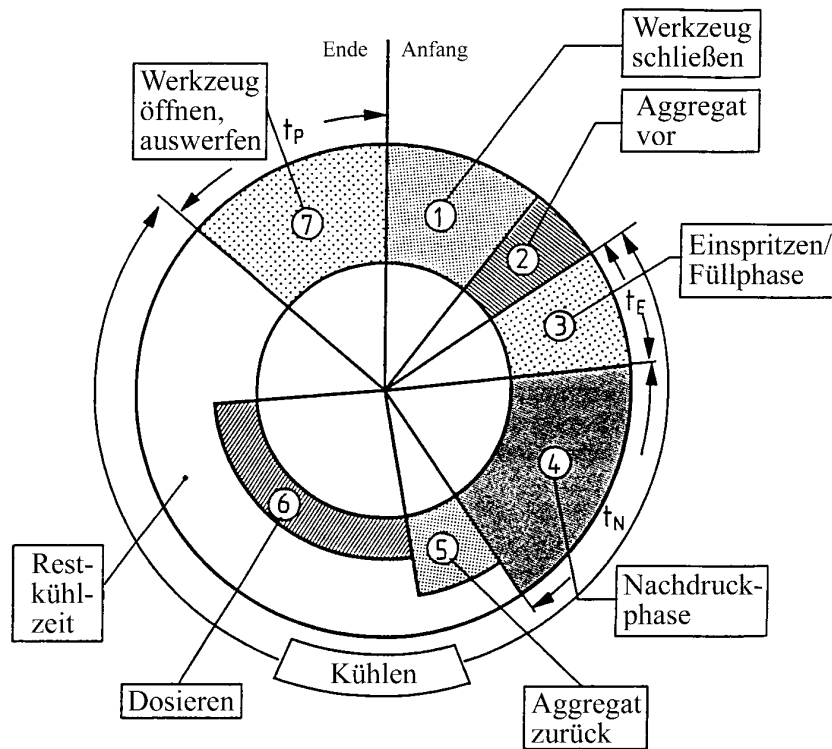 Ende
Anfang
Werkzeug
schließen
Werkzeug
öffnen,
auswerfen
tP
Aggregat
vor
1
7
2
Einspritzen/
Füllphase
3
tE
4
6
5
tN
Rest-
kühl-
zeit
Nachdruck-
phase
Kühlen
Dosieren
Aggregat
zurück